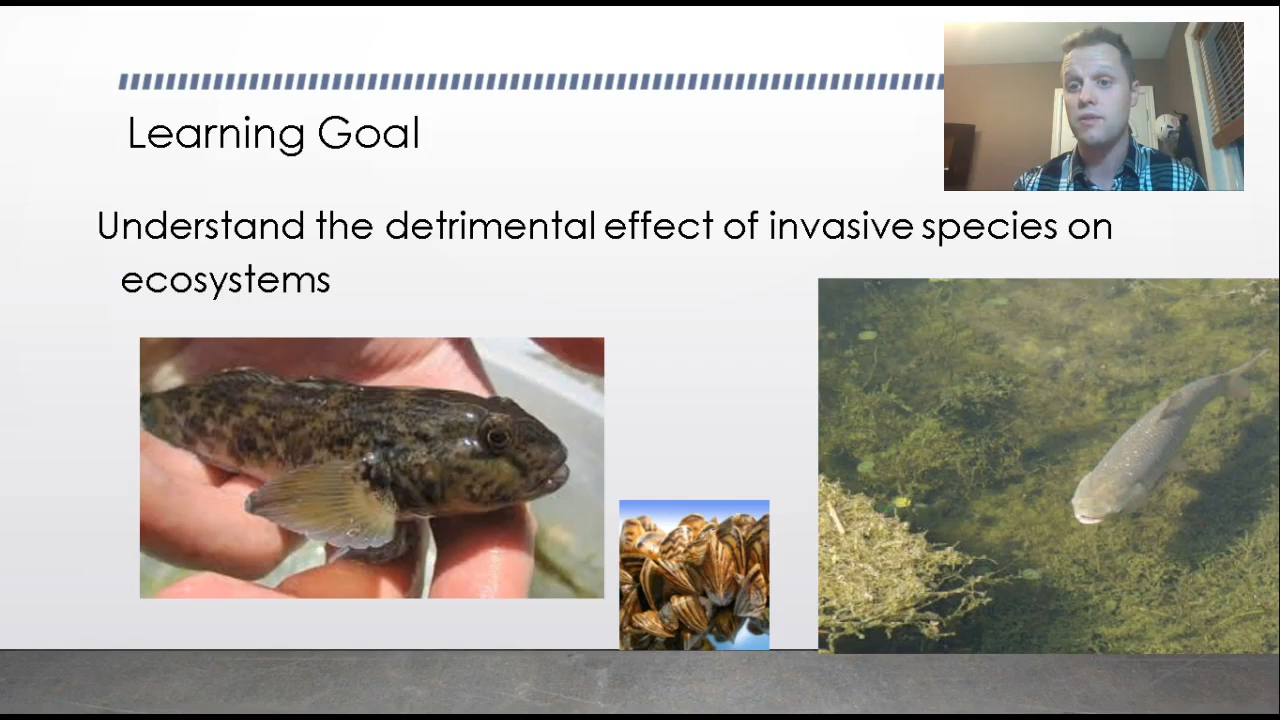 Learning Goal
Understand the detrimental effect of invasive species on
ecosystems